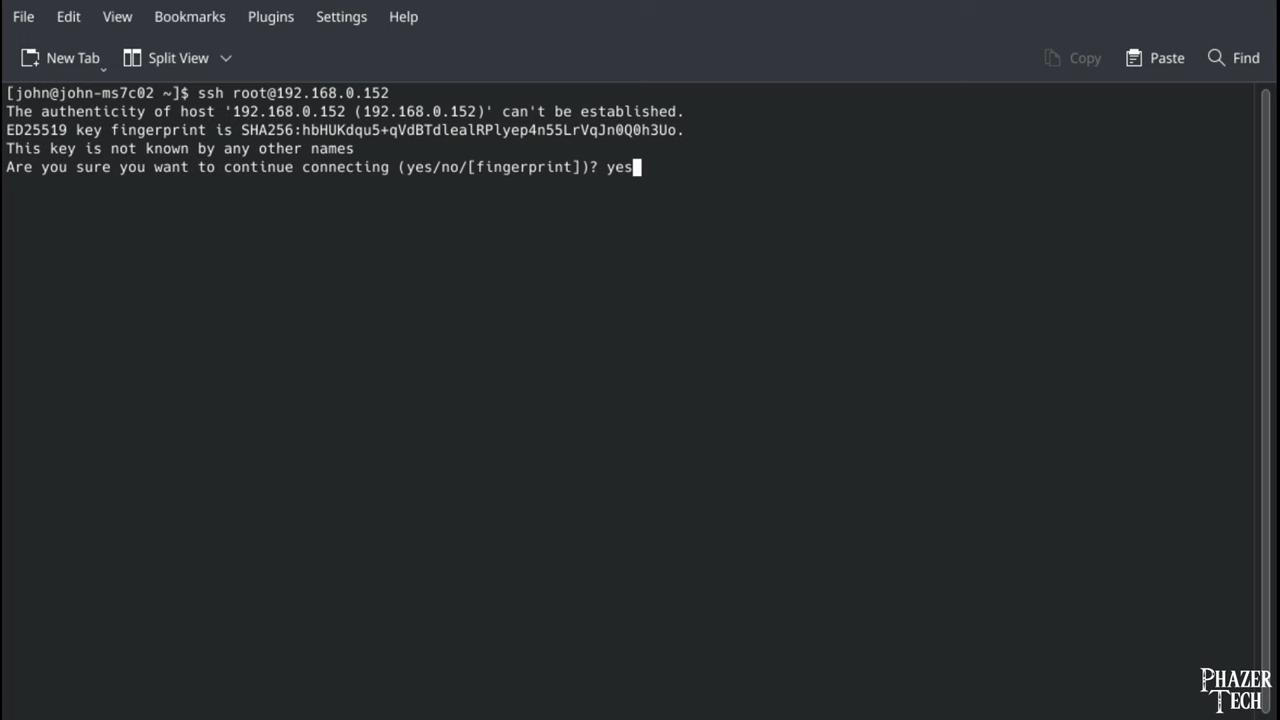 File Edit View Bookmarks Plugins Settings Help
New Tab Split View Copy Paste Find
[john@john-ms7c02 ~]$ ssh root@192.168.0.152
The authenticity of host '192.168.0.152 (192.168.0.152)' can't be established.
ED25519 key fingerprint is SHA256:hbHUKdqu5+qVdBTdlealRPlyep4n55LrVqJn0Q0h3Uo.
This key is not known by any other names
Are you sure you want to continue connecting (yes/no/[fingerprint])? yes
PHAZER
TECH